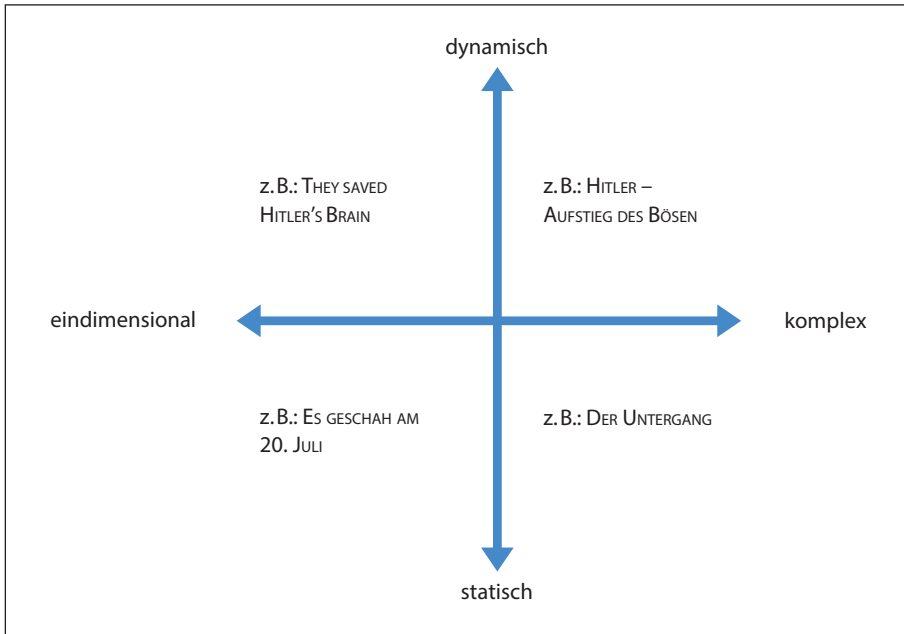 dynamisch
z. B.: They saved
Hitler's Brain
z. B.: Hitler –
Aufstieg des Bösen
eindimensional
komplex
z. B.: Es geschah am
20. Juli
z. B.: Der Untergang
statisch